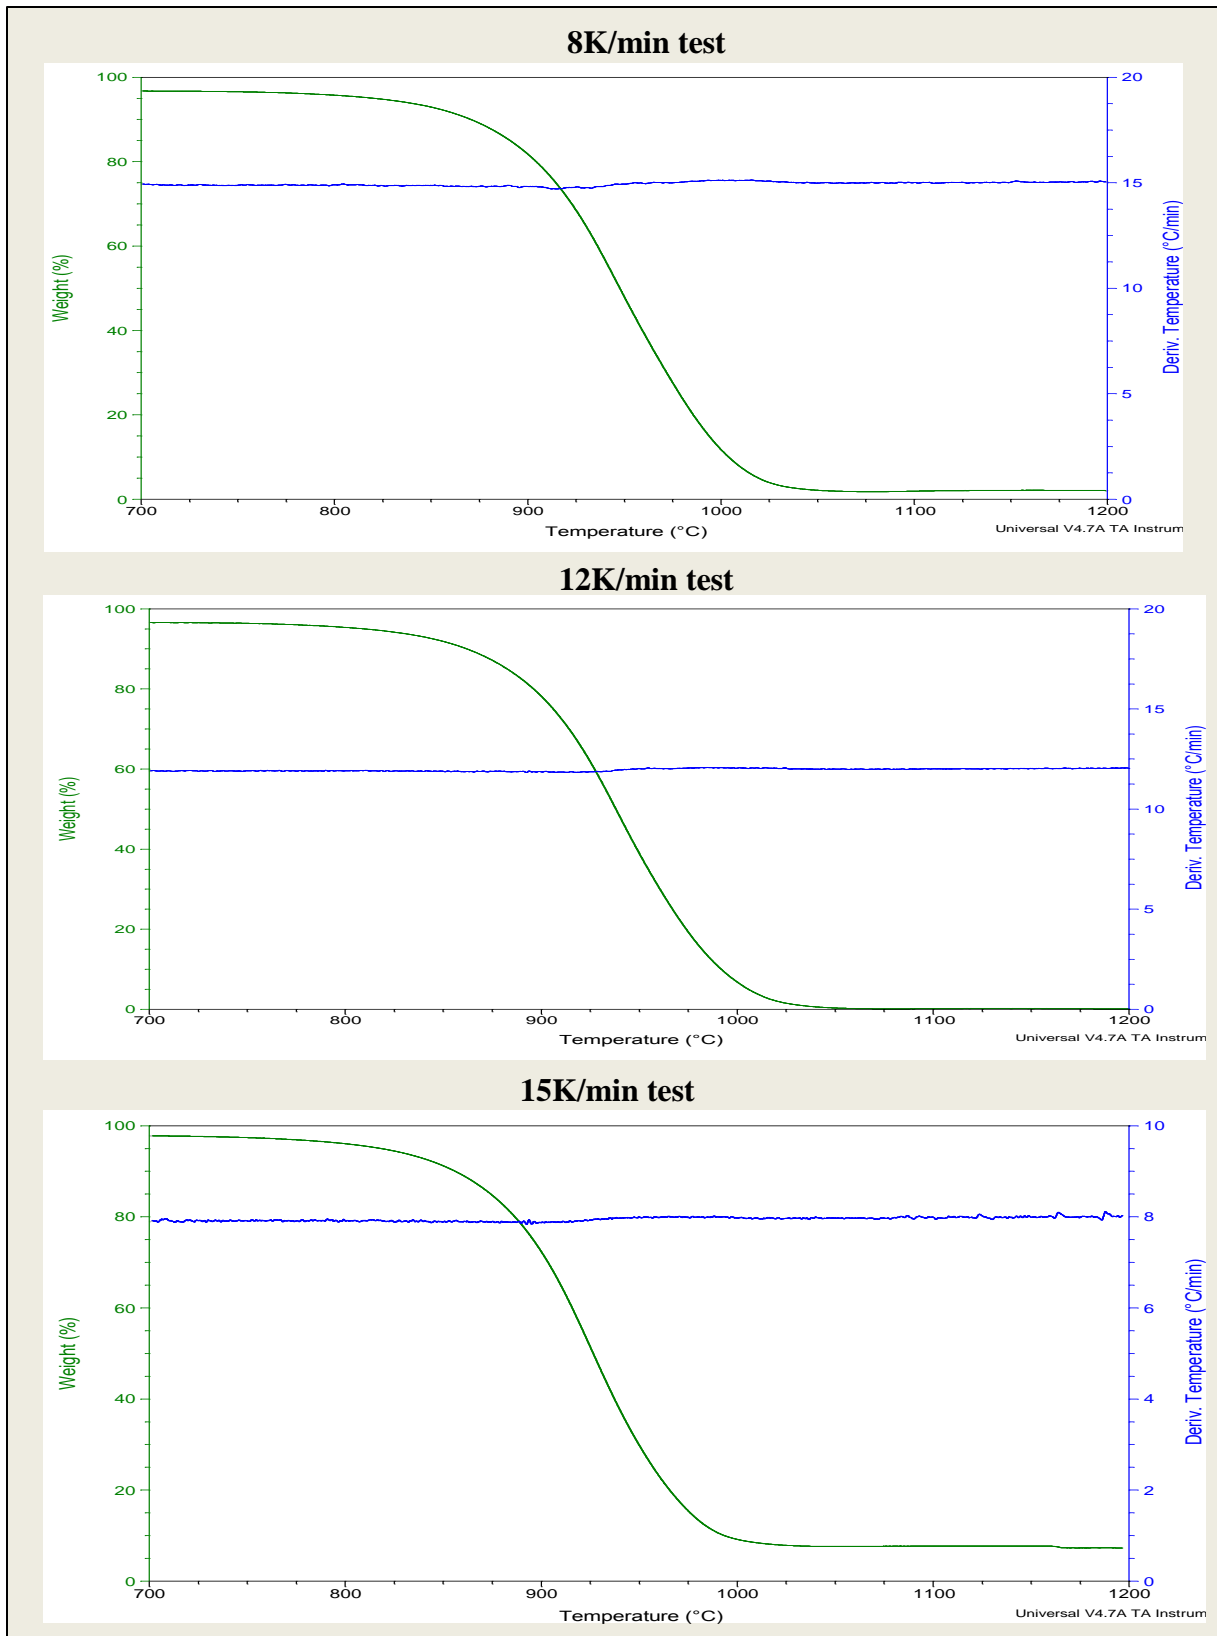 8K/min test
100
80
60
40
20
0
Weight (%)
20
15
10
5
0
Deriv. Temperature (°C/min)
700 800 900 1000 1100 1200
Temperature (°C)
Universal V4.7A TA Instrum
12K/min test
100
80
60
40
20
0
Weight (%)
20
15
10
5
0
Deriv. Temperature (°C/min)
700 800 900 1000 1100 1200
Temperature (°C)
Universal V4.7A TA Instrum
15K/min test
100
80
60
40
20
0
Weight (%)
10
8
6
4
2
0
Deriv. Temperature (°C/min)
700 800 900 1000 1100 1200
Temperature (°C)
Universal V4.7A TA Instrum